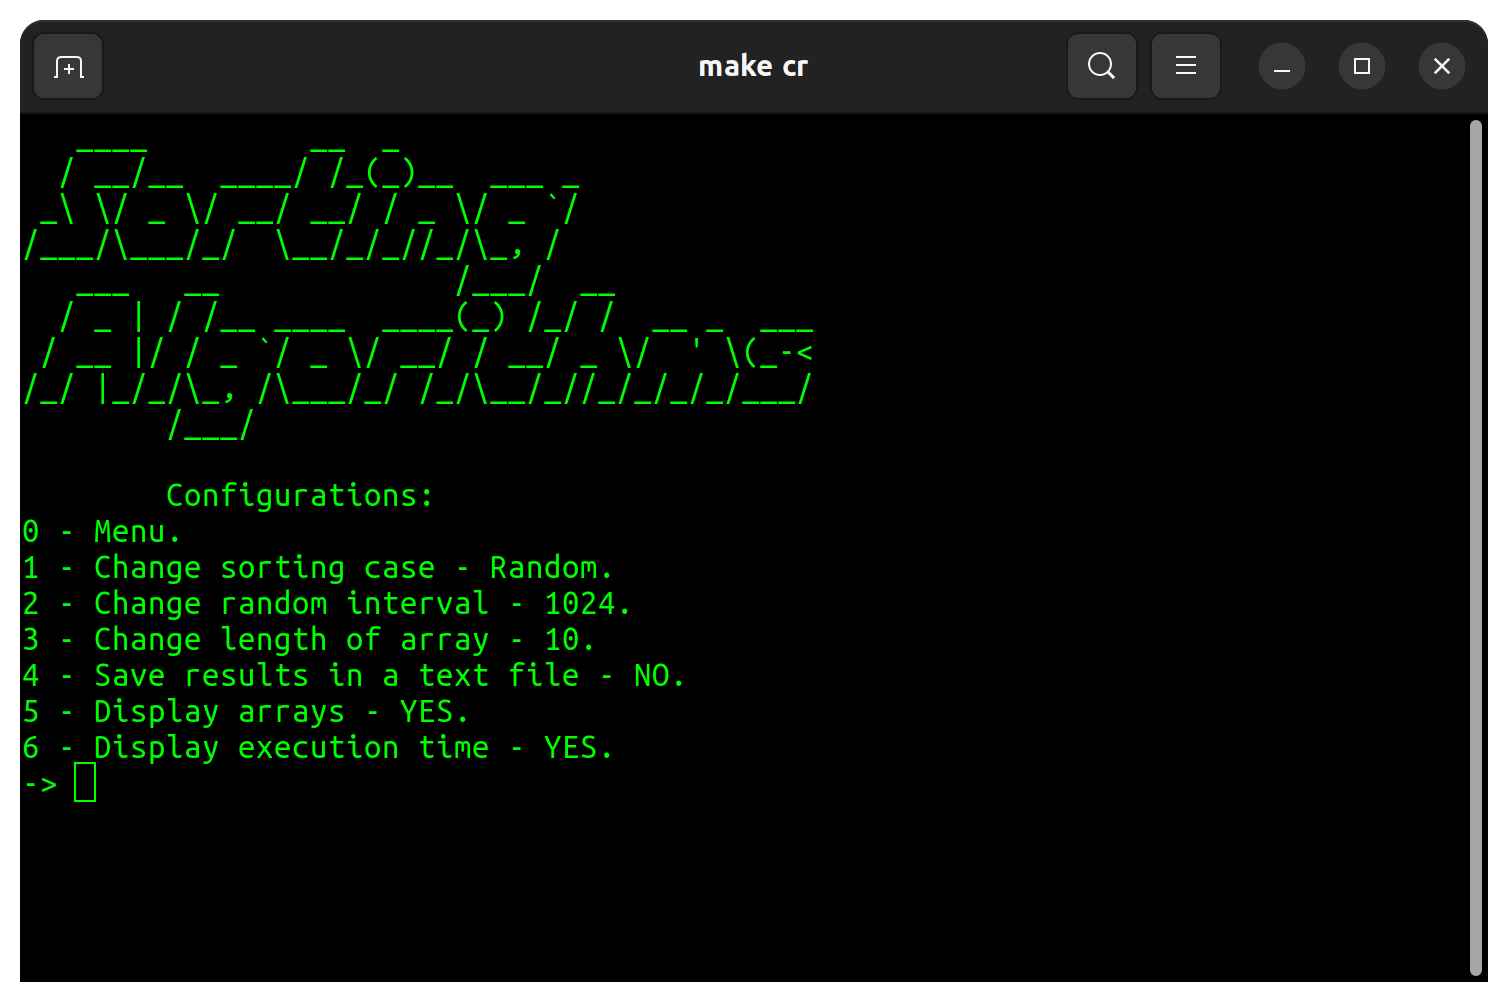 make cr
Sorting
Algorithms
Configurations:
0 - Menu.
1 - Change sorting case - Random.
2 - Change random interval - 1024.
3 - Change length of array - 10.
4 - Save results in a text file - NO.
5 - Display arrays - YES.
6 - Display execution time - YES.
->